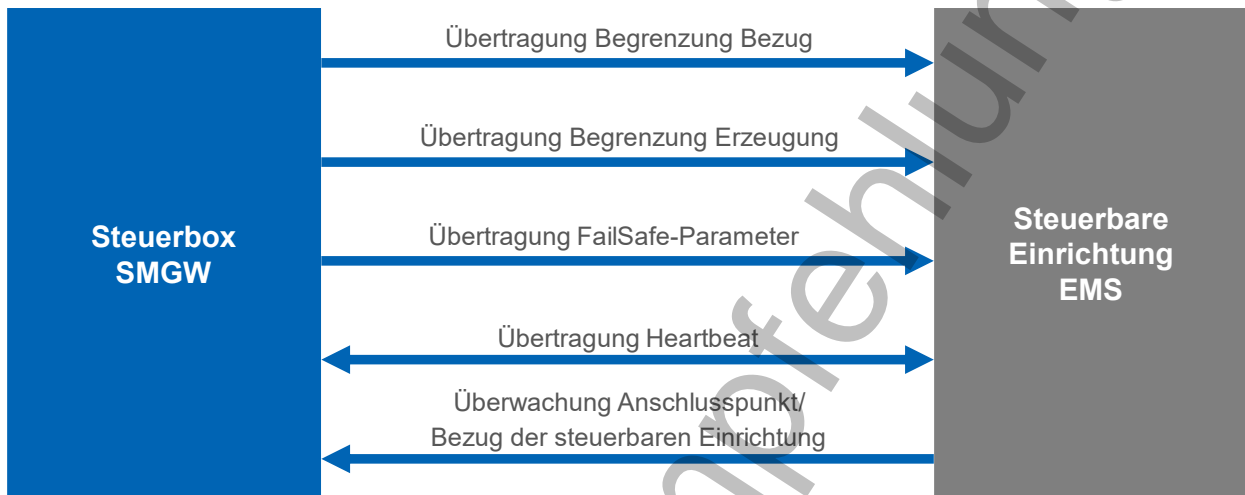 Übertragung Begrenzung Bezug
Übertragung Begrenzung Erzeugung
Steuerbox
SMGW
Übertragung FailSafe-Parameter
Steuerbare
Einrichtung
EMS
Übertragung Heartbeat
Überwachung Anschlusspunkt/
Bezug der steuerbaren Einrichtung
mpfehlung